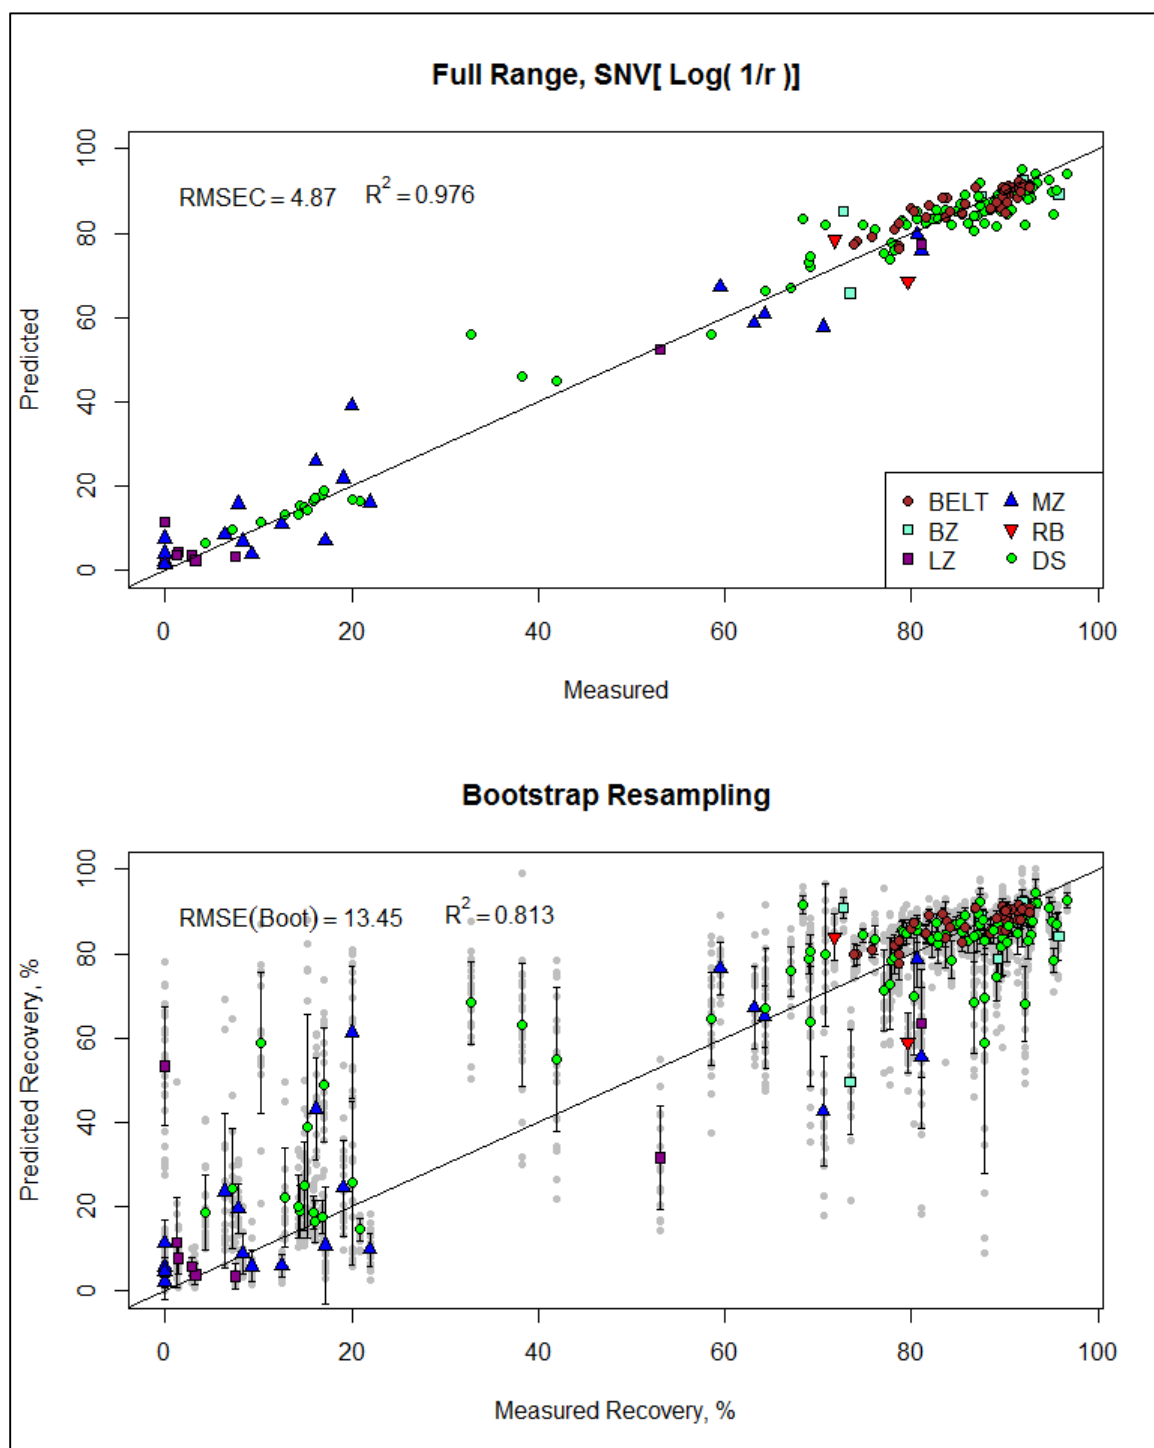 Full Range, SNV[ Log( 1/r )]
RMSEC = 4.87 R² = 0.976
Predicted
100
80
60
40
20
0
BELT MZ
BZ RB
LZ DS
0 20 40 60 80 100
Measured
Bootstrap Resampling
RMSE(Boot) = 13.45 R² = 0.813
Predicted Recovery, %
100
80
60
40
20
0
0 20 40 60 80 100
Measured Recovery, %